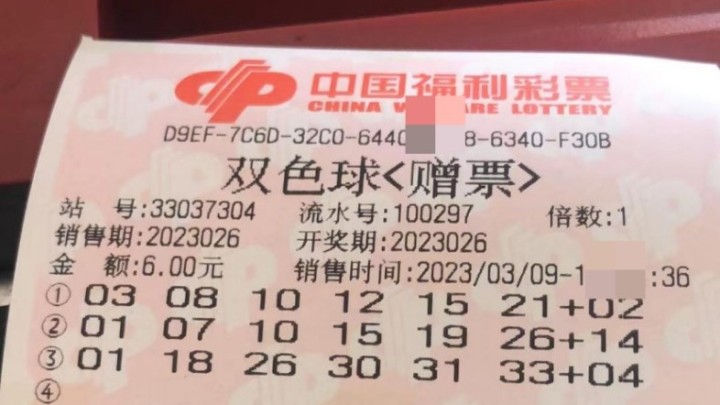 中国福利彩票
CHINA WELFARE LOTTERY
D9EF-7C6D-32C0-6440 8-6340-F30B
双色球<赠票>
站 号:33037304 流水号:100297 倍数:1
销售期:2023026 开奖期:2023026
金 额:6.00元 销售时间:2023/03/09-1 :36
① 03 08 10 12 15 21+02
② 01 07 10 15 19 26+14
③ 01 18 26 30 31 33+04
④